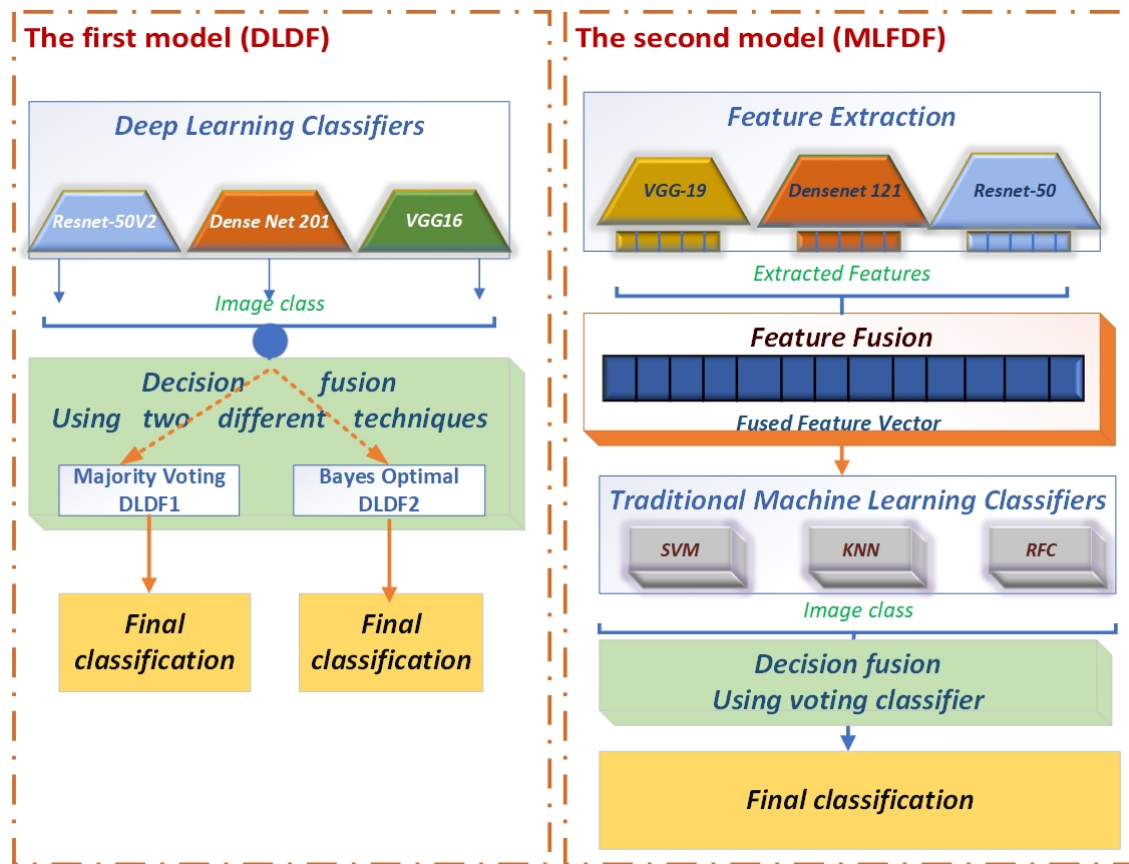 The first model (DLDF)
Deep Learning Classifiers
Resnet-50V2
Dense Net 201
VGG16
Image class
Decision fusion
Using two different techniques
Majority Voting
DLDF1
Bayes Optimal
DLDF2
Final
classification
Final
classification
The second model (MLFDF)
Feature Extraction
VGG-19
Densenet 121
Resnet-50
Extracted Features
Feature Fusion
Fused Feature Vector
Traditional Machine Learning Classifiers
SVM
KNN
RFC
Image class
Decision fusion
Using voting classifier
Final classification